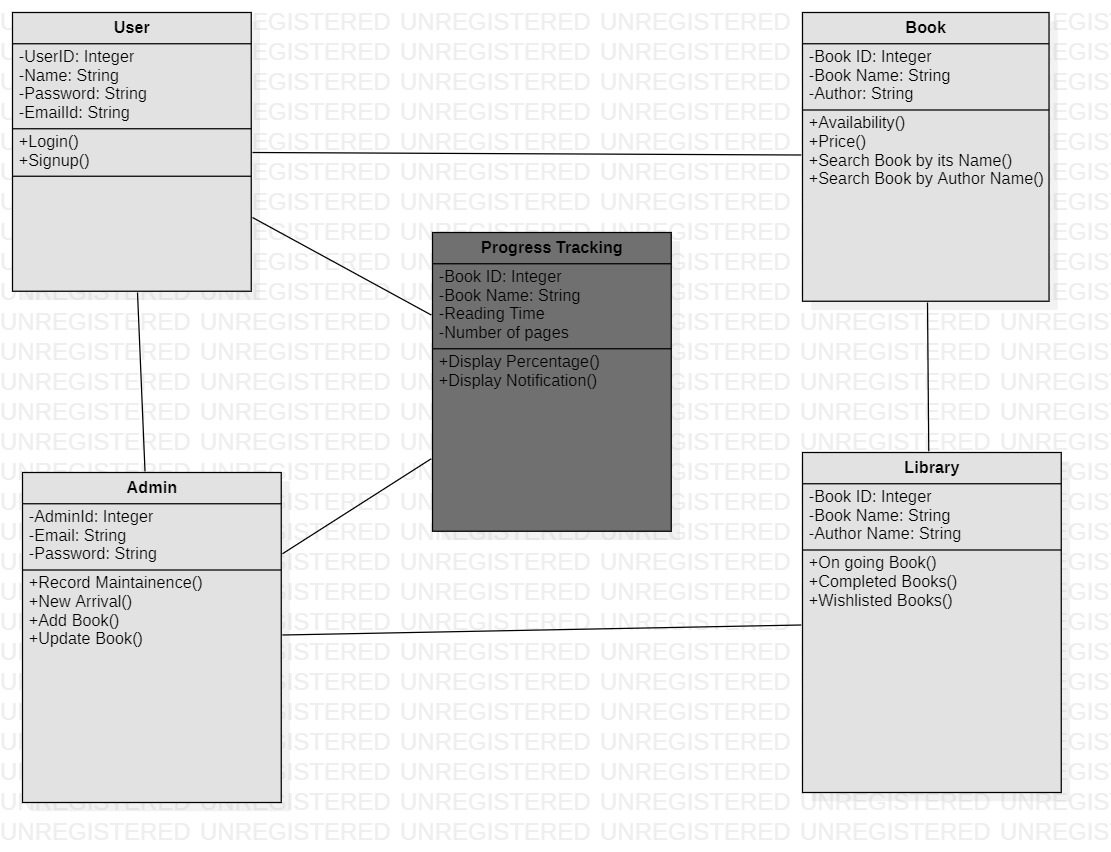 User
-UserID: Integer
-Name: String
-Password: String
-EmailId: String
+Login()
+Signup()
Book
-Book ID: Integer
-Book Name: String
-Author: String
+Availability()
+Price()
+Search Book by its Name()
+Search Book by Author Name()
Progress Tracking
-Book ID: Integer
-Book Name: String
-Reading Time
-Number of pages
+Display Percentage()
+Display Notification()
Admin
-AdminId: Integer
-Email: String
-Password: String
+Record Maintainence()
+New Arrival()
+Add Book()
+Update Book()
Library
-Book ID: Integer
-Book Name: String
-Author Name: String
+On going Book()
+Completed Books()
+Wishlisted Books()
UNREGISTERED